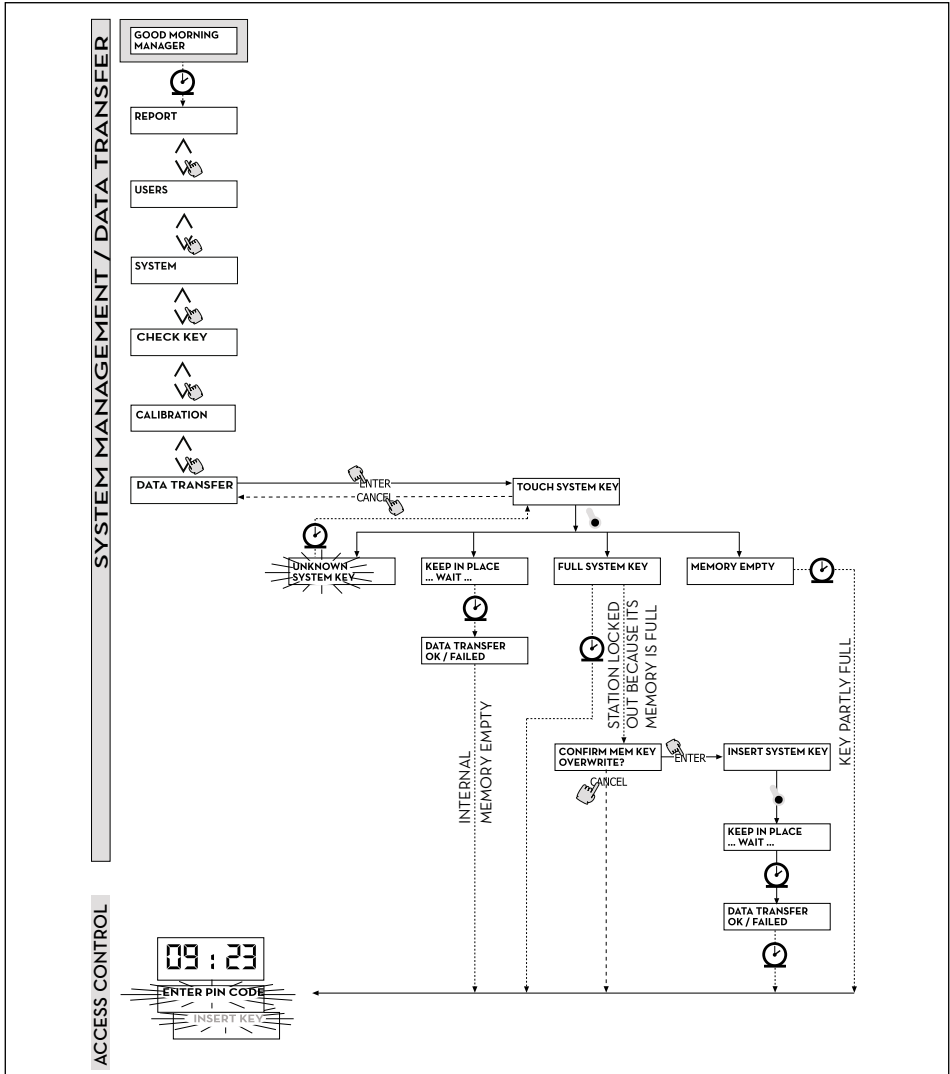 SYSTEM MANAGEMENT / DATA TRANSFER
GOOD MORNING
MANAGER
REPORT
USERS
SYSTEM
CHECK KEY
CALIBRATION
DATA TRANSFER
ENTER
CANCEL
TOUCH SYSTEM KEY
UNKNOWN
SYSTEM KEY
KEEP IN PLACE
... WAIT ...
FULL SYSTEM KEY
MEMORY EMPTY
DATA TRANSFER
OK / FAILED
STATION LOCKED
OUT BECAUSE ITS
MEMORY IS FULL
KEY PARTLY FULL
INTERNAL
MEMORY EMPTY
CONFIRM MEM KEY
OVERWRITE?
ENTER
INSERT SYSTEM KEY
CANCEL
KEEP IN PLACE
... WAIT ...
DATA TRANSFER
OK / FAILED
ACCESS CONTROL
09 : 23
ENTER PIN CODE
INSERT KEY